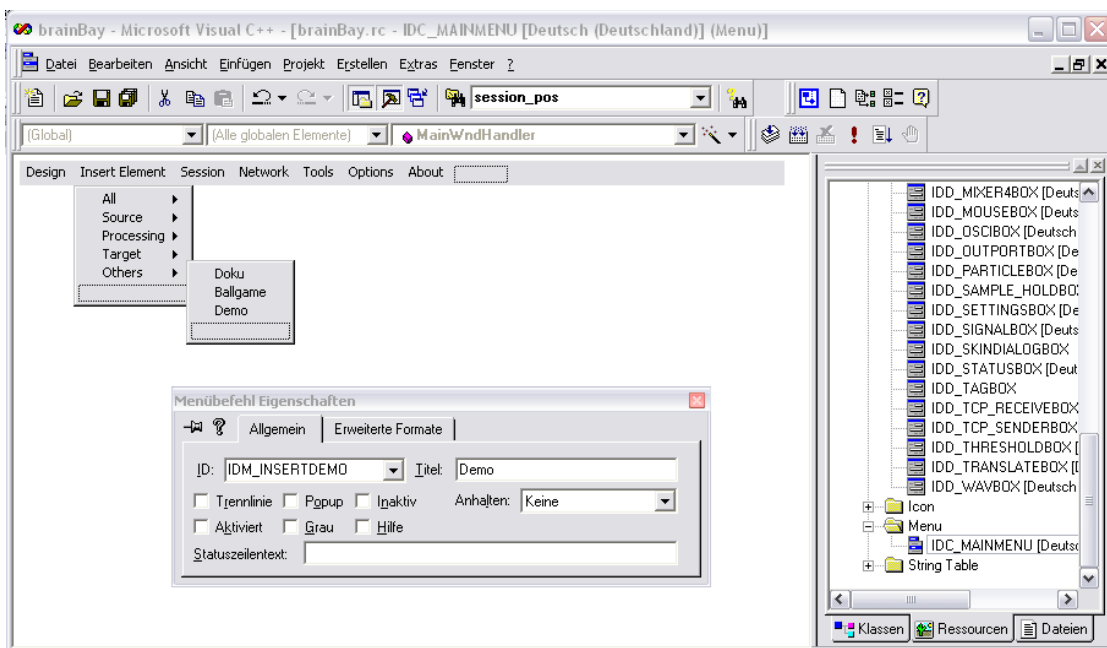 brainBay - Microsoft Visual C++ - [brainBay.rc - IDC_MAINMENU [Deutsch (Deutschland)] (Menu)]
Datei Bearbeiten Ansicht Einfügen Projekt Erstellen Extras Fenster ?
session_pos
(Global) (Alle globalen Elemente) MainWndHandler
Design Insert Element Session Network Tools Options About
All
Source
Processing
Target
Others
Doku
Ballgame
Demo
Menübefehl Eigenschaften
Allgemein Erweiterte Formate
ID: IDM_INSERTDEMO Titel: Demo
Trennlinie Popup Inaktiv Anhalten: Keine
Aktiviert Grau Hilfe
Statuszeilentext:
IDD_MIXER4BOX [Deuts
IDD_MOUSEBOX [Deuts
IDD_OSCIBOX [Deutsch
IDD_OUTPORTBOX [De
IDD_PARTICLEBOX [De
IDD_SAMPLE_HOLDBO
IDD_SETTINGSBOX [De
IDD_SIGNALBOX [Deuts
IDD_SKINDIALOGBOX
IDD_STATUSBOX [Deut
IDD_TAGBOX
IDD_TCP_RECEIVEBOX
IDD_TCP_SENDERBOX
IDD_THRESHOLDBOX [
IDD_TRANSLATEBOX [D
IDD_WAVBOX [Deutsch
Icon
Menu
IDC_MAINMENU [Deutsc
String Table
Klassen Ressourcen Dateien